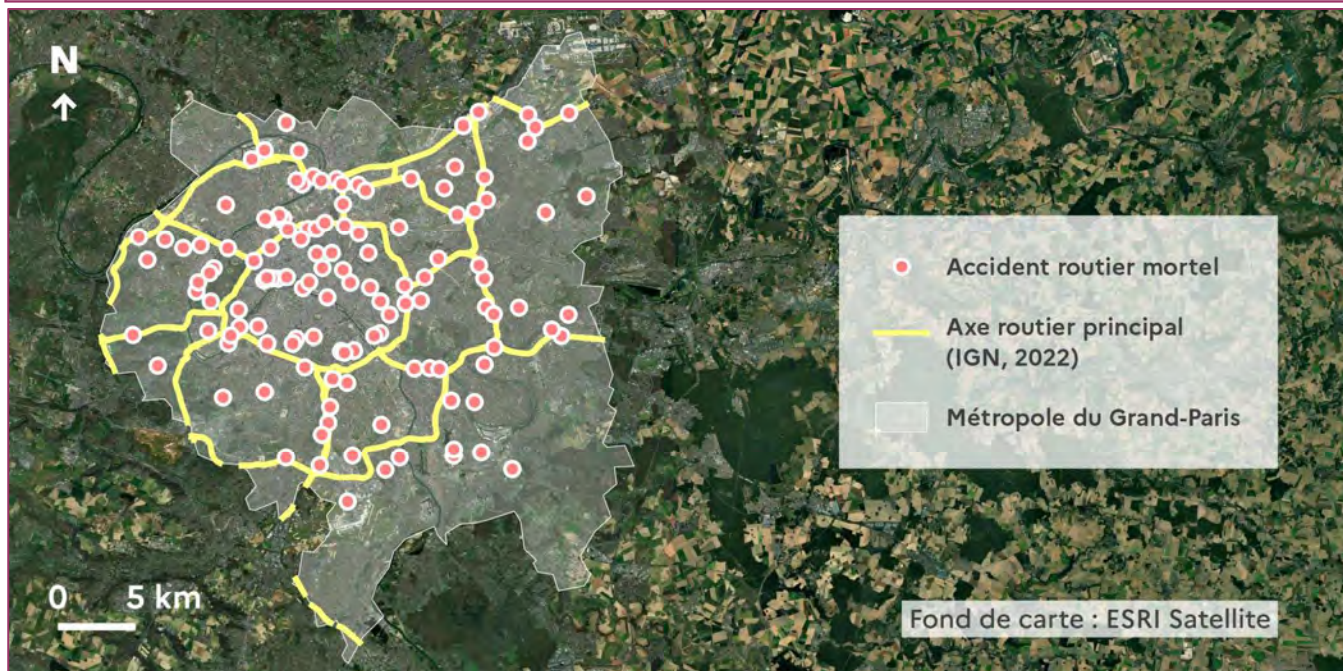 N
Accident routier mortel
Axe routier principal
(IGN, 2022)
Métropole du Grand-Paris
0 5 km
Fond de carte : ESRI Satellite